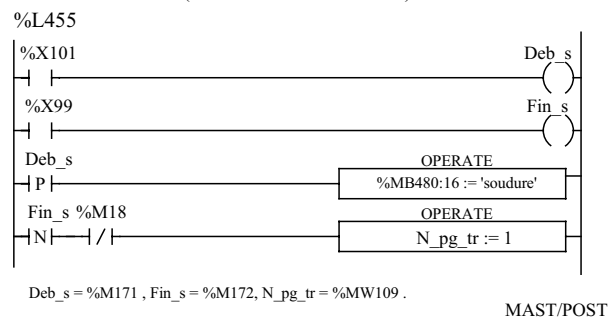 %L455
%X101 Deb_s
%X99 Fin_s
Deb_s OPERATE
P %MB480:16 := 'soudure'
Fin_s %M18 OPERATE
N N_pg_tr := 1
Deb_s = %M171 , Fin_s = %M172, N_pg_tr = %MW109 .
MAST/POST